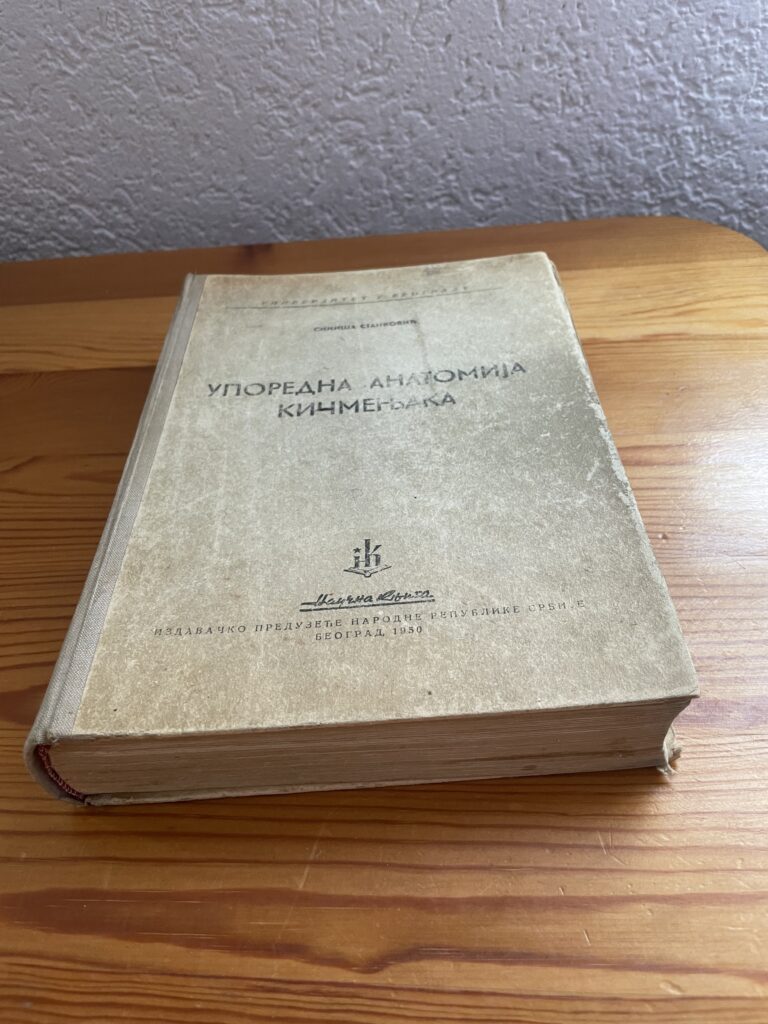 УНИВЕРЗИТЕТ У БЕОГРАДУ
СИНИША СТАНКОВИЋ
УПОРЕДНА АНАТОМИЈА
КИЧМЕЊАКА
Научна књига
ИЗДАВАЧКО ПРЕДУЗЕЋЕ НАРОДНЕ РЕПУБЛИКЕ СРБИЈЕ
БЕОГРАД, 1950